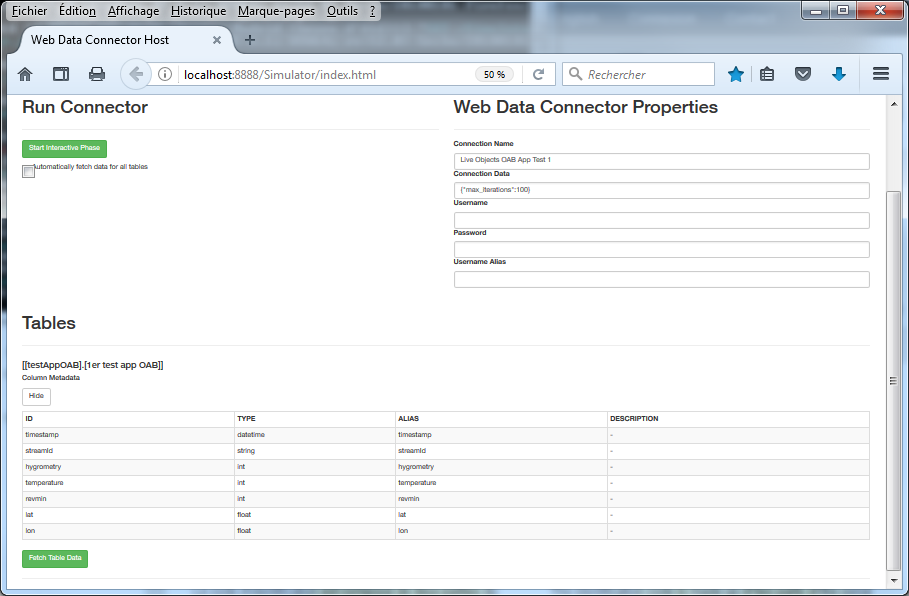 Fichier Édition Affichage Historique Marque-pages Outils ?
Web Data Connector Host
localhost:8888/Simulator/index.html 50 % Rechercher
Run Connector
Start Interactive Phase
Automatically fetch data for all tables
Web Data Connector Properties
Connection Name
Live Objects OAB App Test 1
Connection Data
{"max_iterations":100}
Username
Password
Username Alias
Tables
[[testAppOAB].[1er test app OAB]]
Column Metadata
Hide
ID TYPE ALIAS DESCRIPTION
timestamp datetime timestamp -
streamId string streamId -
hygrometry int hygrometry -
temperature int temperature -
revmin int revmin -
lat float lat -
lon float lon -
Fetch Table Data